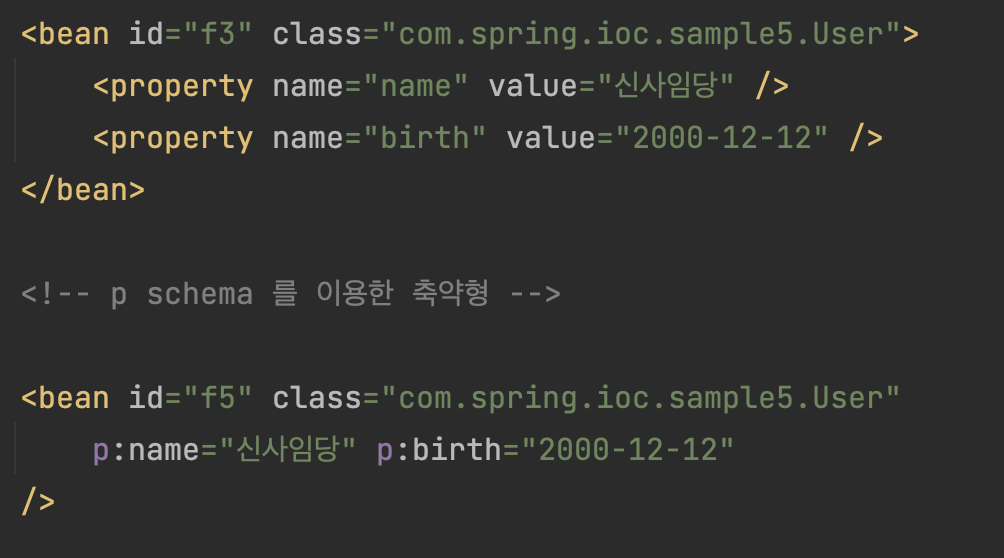 <bean id="f3" class="com.spring.ioc.sample5.User">
<property name="name" value="신사임당" />
<property name="birth" value="2000-12-12" />
</bean>
<!-- p schema 를 이용한 축약형 -->
<bean id="f5" class="com.spring.ioc.sample5.User"
p:name="신사임당" p:birth="2000-12-12"
/>